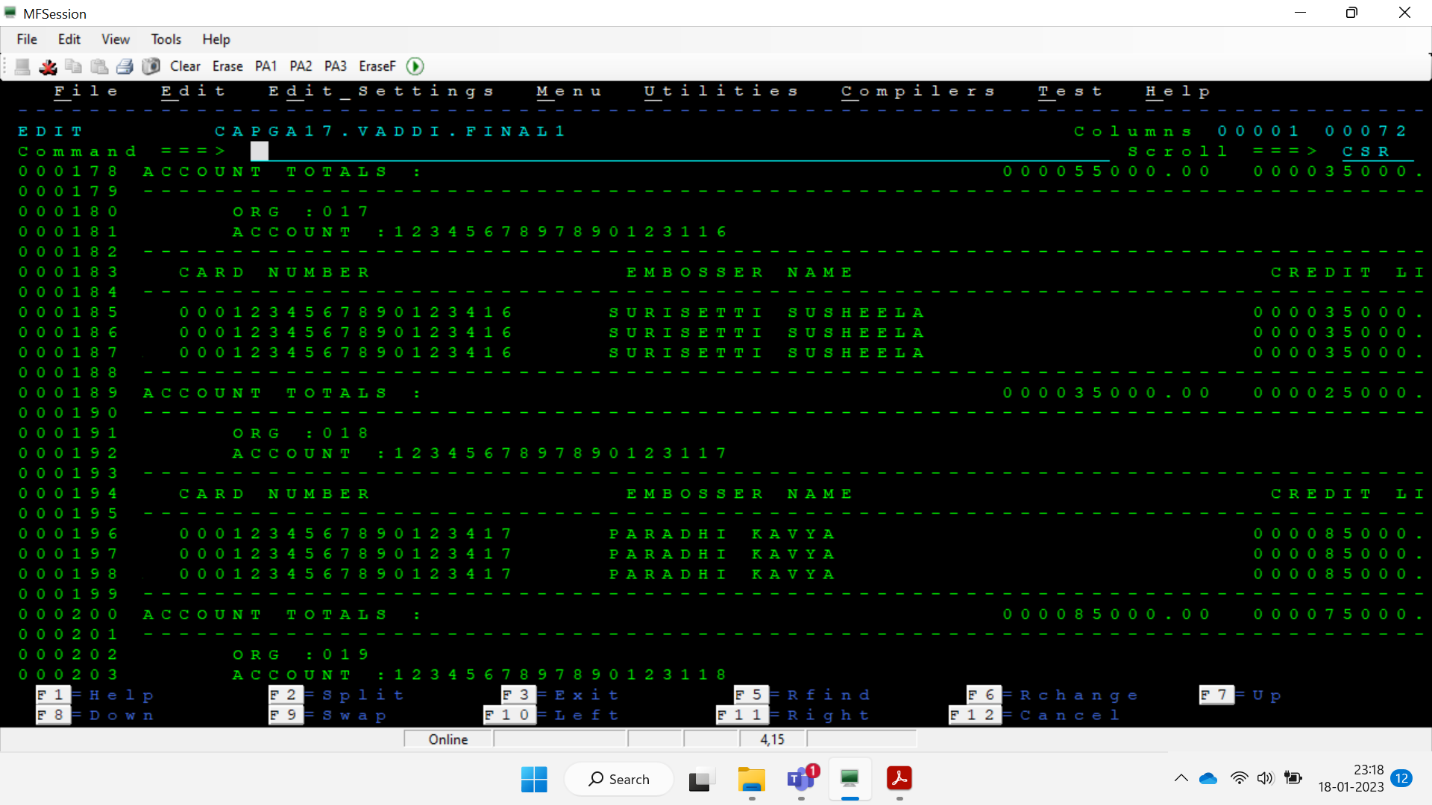 MFSession
File Edit View Tools Help
Clear Erase PA1 PA2 PA3 EraseF
File Edit Edit_Settings Menu Utilities Compilers Test Help
EDIT CAPGA17.VADDI.FINAL1 Columns 00001 00072
Command ===> Scroll ===> CSR
000178 ACCOUNT TOTALS : 000055000.00 000035000.
000179 ------------------------------------------------------------------------
000180 ORG :017
000181 ACCOUNT :1234567897890123116
000182 ------------------------------------------------------------------------
000183 CARD NUMBER EMBOSSER NAME CREDIT LI
000184 ------------------------------------------------------------------------
000185 0001234567890123416 SURISETTI SUSHEELA 000035000.
000186 0001234567890123416 SURISETTI SUSHEELA 000035000.
000187 0001234567890123416 SURISETTI SUSHEELA 000035000.
000188 ------------------------------------------------------------------------
000189 ACCOUNT TOTALS : 000035000.00 000025000.
000190 ------------------------------------------------------------------------
000191 ORG :018
000192 ACCOUNT :1234567897890123117
000193 ------------------------------------------------------------------------
000194 CARD NUMBER EMBOSSER NAME CREDIT LI
000195 ------------------------------------------------------------------------
000196 0001234567890123417 PARADHI KAVYA 000085000.
000197 0001234567890123417 PARADHI KAVYA 000085000.
000198 0001234567890123417 PARADHI KAVYA 000085000.
000199 ------------------------------------------------------------------------
000200 ACCOUNT TOTALS : 000085000.00 000075000.
000201 ------------------------------------------------------------------------
000202 ORG :019
000203 ACCOUNT :1234567897890123118
F1=Help F2=Split F3=Exit F5=Rfind F6=Rchange F7=Up
F8=Down F9=Swap F10=Left F11=Right F12=Cancel
Online 4,15
Search 1 23:18
18-01-2023 12